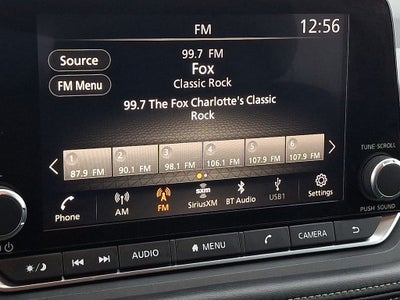 FM
12:56
Source
FM Menu
99.7 FM
Fox
Classic Rock
99.7 The Fox Charlotte's Classic
Rock
1 2 3 4 5 6
87.9 FM 90.1 FM 98.1 FM 106.1 FM 107.9 FM 107.9 FM
Phone
AM
FM
sxm
SiriusXM
BT Audio
USB1
Settings
TUNE·SCROLL
PUSH SOUND
AUDIO
MENU
CAMERA